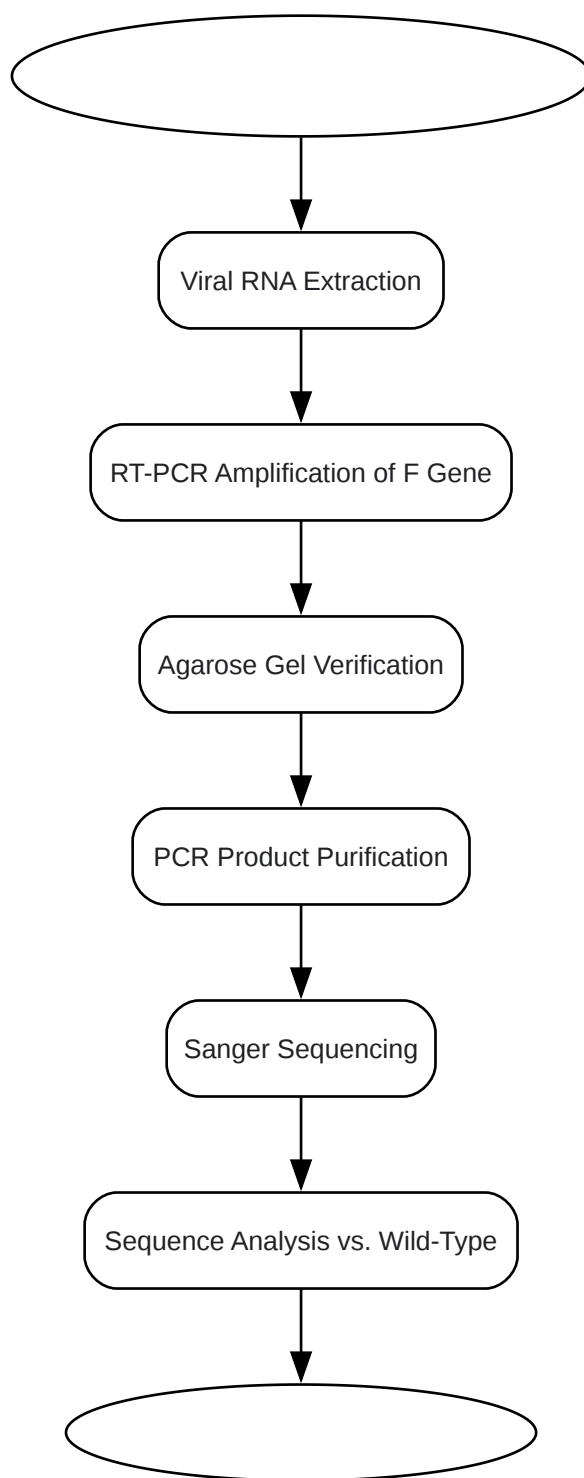 Viral RNA Extraction
RT-PCR Amplification of F Gene
Agarose Gel Verification
PCR Product Purification
Sanger Sequencing
Sequence Analysis vs. Wild-Type